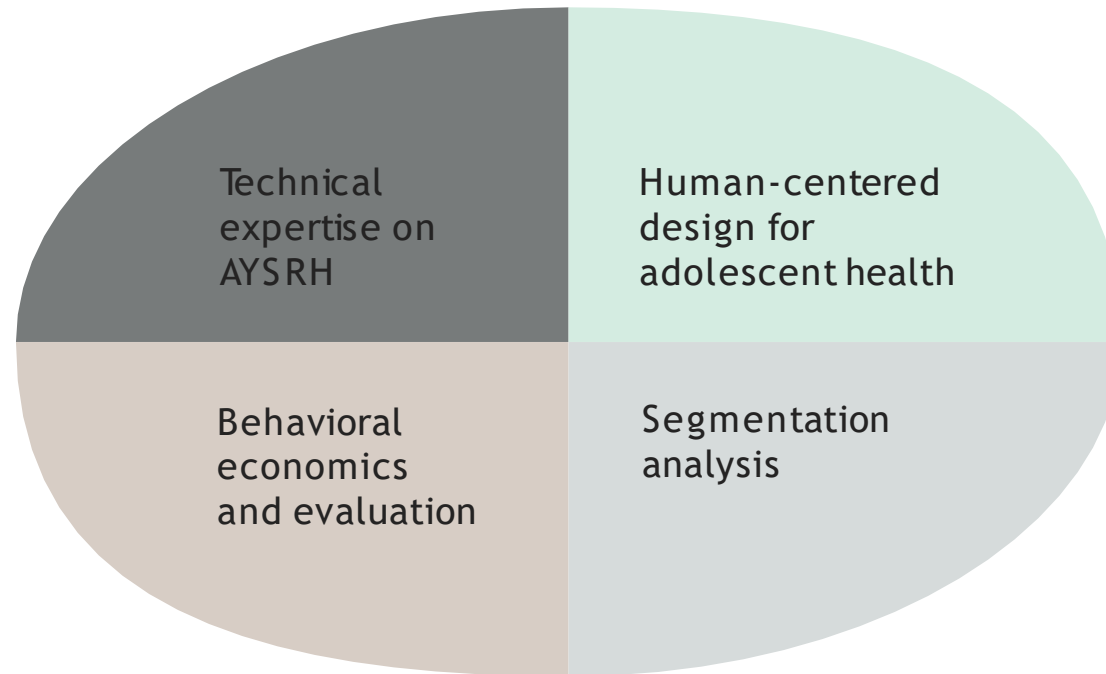 Technical
expertise on
AYSRH
Human-centered
design for
adolescent health
Behavioral
economics
and evaluation
Segmentation
analysis